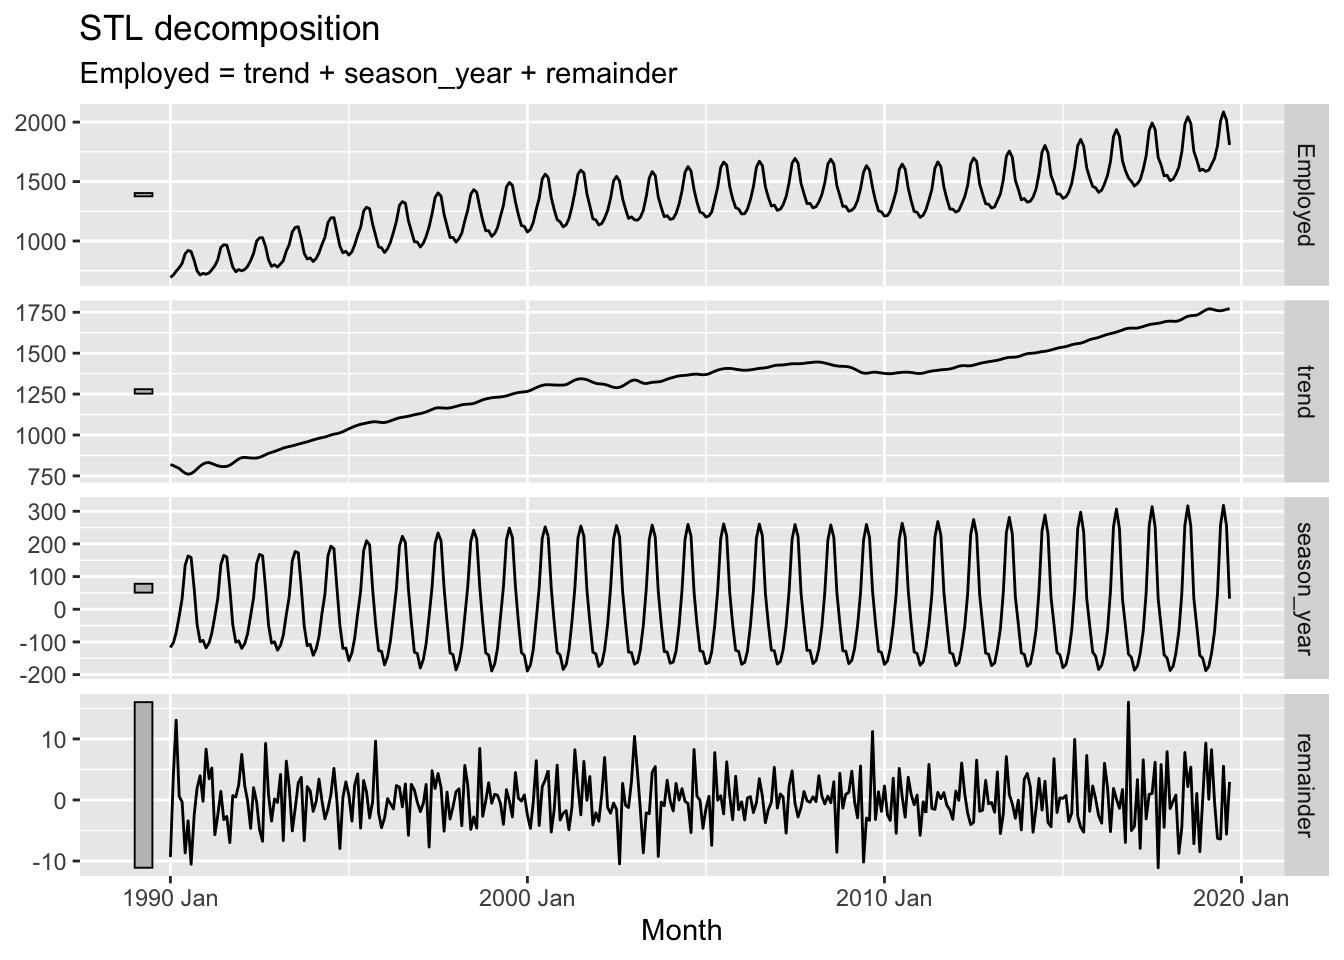 STL decomposition
Employed = trend + season_year + remainder
2000
1500
1000
Employed
1750
1500
1250
1000
750
trend
300
200
100
0
-100
-200
season_year
10
0
-10
remainder
1990 Jan
2000 Jan
2010 Jan
2020 Jan
Month